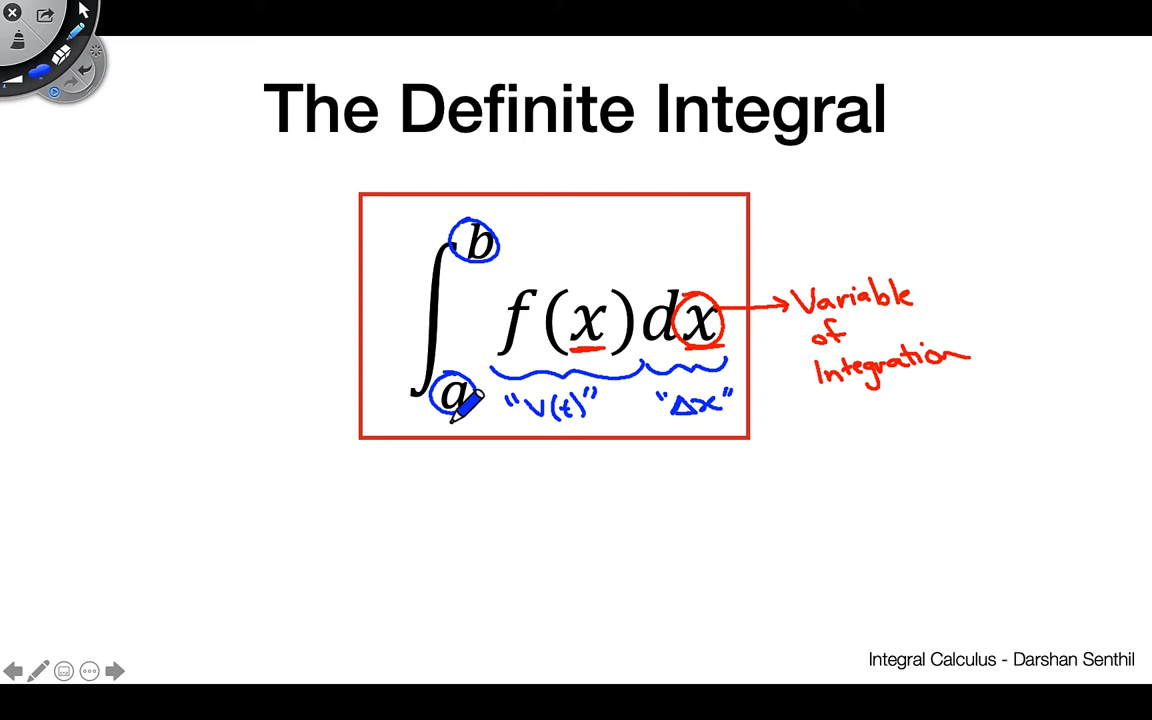 The Definite Integral
∫ₐᵇ f(x)dx
"V(t)" "Δx"
Variable
of
Integration
Integral Calculus - Darshan Senthil